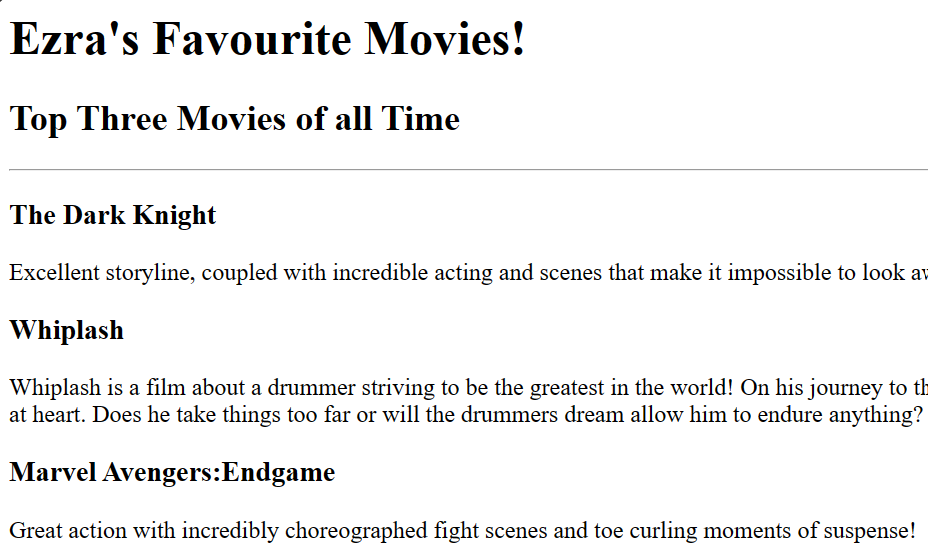 Ezra's Favourite Movies!
Top Three Movies of all Time
The Dark Knight
Excellent storyline, coupled with incredible acting and scenes that make it impossible to look
Whiplash
Whiplash is a film about a drummer striving to be the greatest in the world! On his journey to
at heart. Does he take things too far or will the drummers dream allow him to endure anything?
Marvel Avengers:Endgame
Great action with incredibly choreographed fight scenes and toe curling moments of suspense!